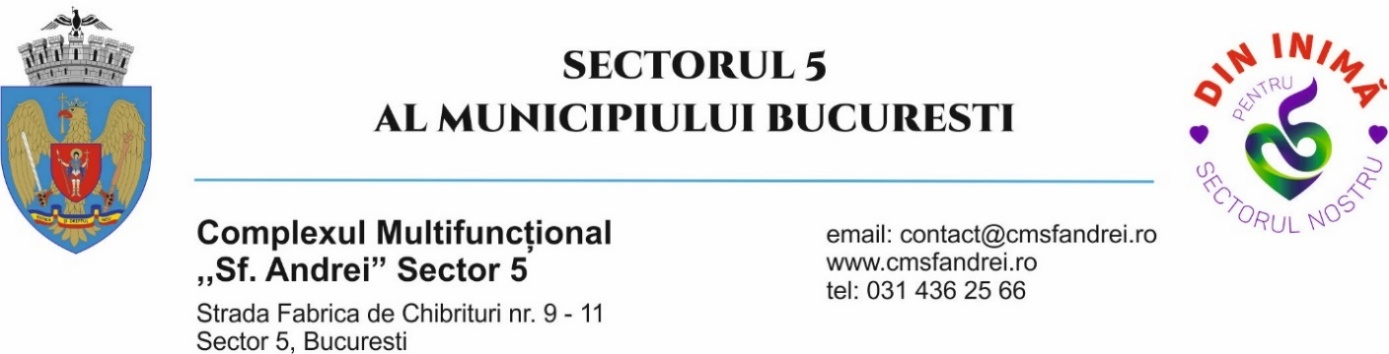 SECTORUL 5
AL MUNICIPIULUI BUCURESTI
DIN INIMĂ
PENTRU
5
SECTORUL NOSTRU
Complexul Multifuncțional
,,Sf. Andrei” Sector 5
Strada Fabrica de Chibrituri nr. 9 - 11
Sector 5, Bucuresti
email: contact@cmsfandrei.ro
www.cmsfandrei.ro
tel: 031 436 25 66